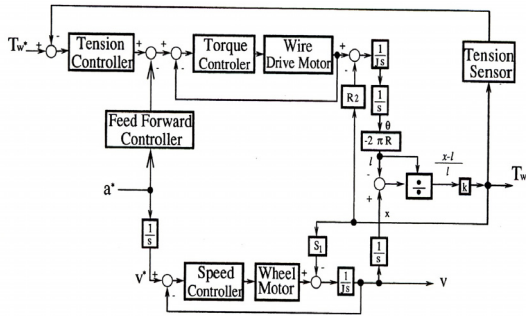 Tw* + -
Tension Controller
+ -
+ -
Torque Controler
Wire Drive Motor
+ -
1/Js
Tension Sensor
R2
1/s
θ
Feed Forward Controller
-2 π R
l
x-l/l
- +
÷
k
Tw
a*
x
1/s
S1
1/s
V*
+ -
Speed Controller
Wheel Motor
+ -
1/Js
V